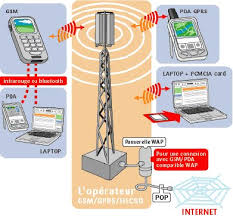 GSM
infrarouge ou bluetooth
PDA
LAPTOP
PDA GPRS
LAPTOP + PCMCIA card
Passerelle WAP
Pour une connexion
avec GSM/PDA
compatible WAP
L'opérateur
GSM/GPRS/HSCSD
POP
INTERNET